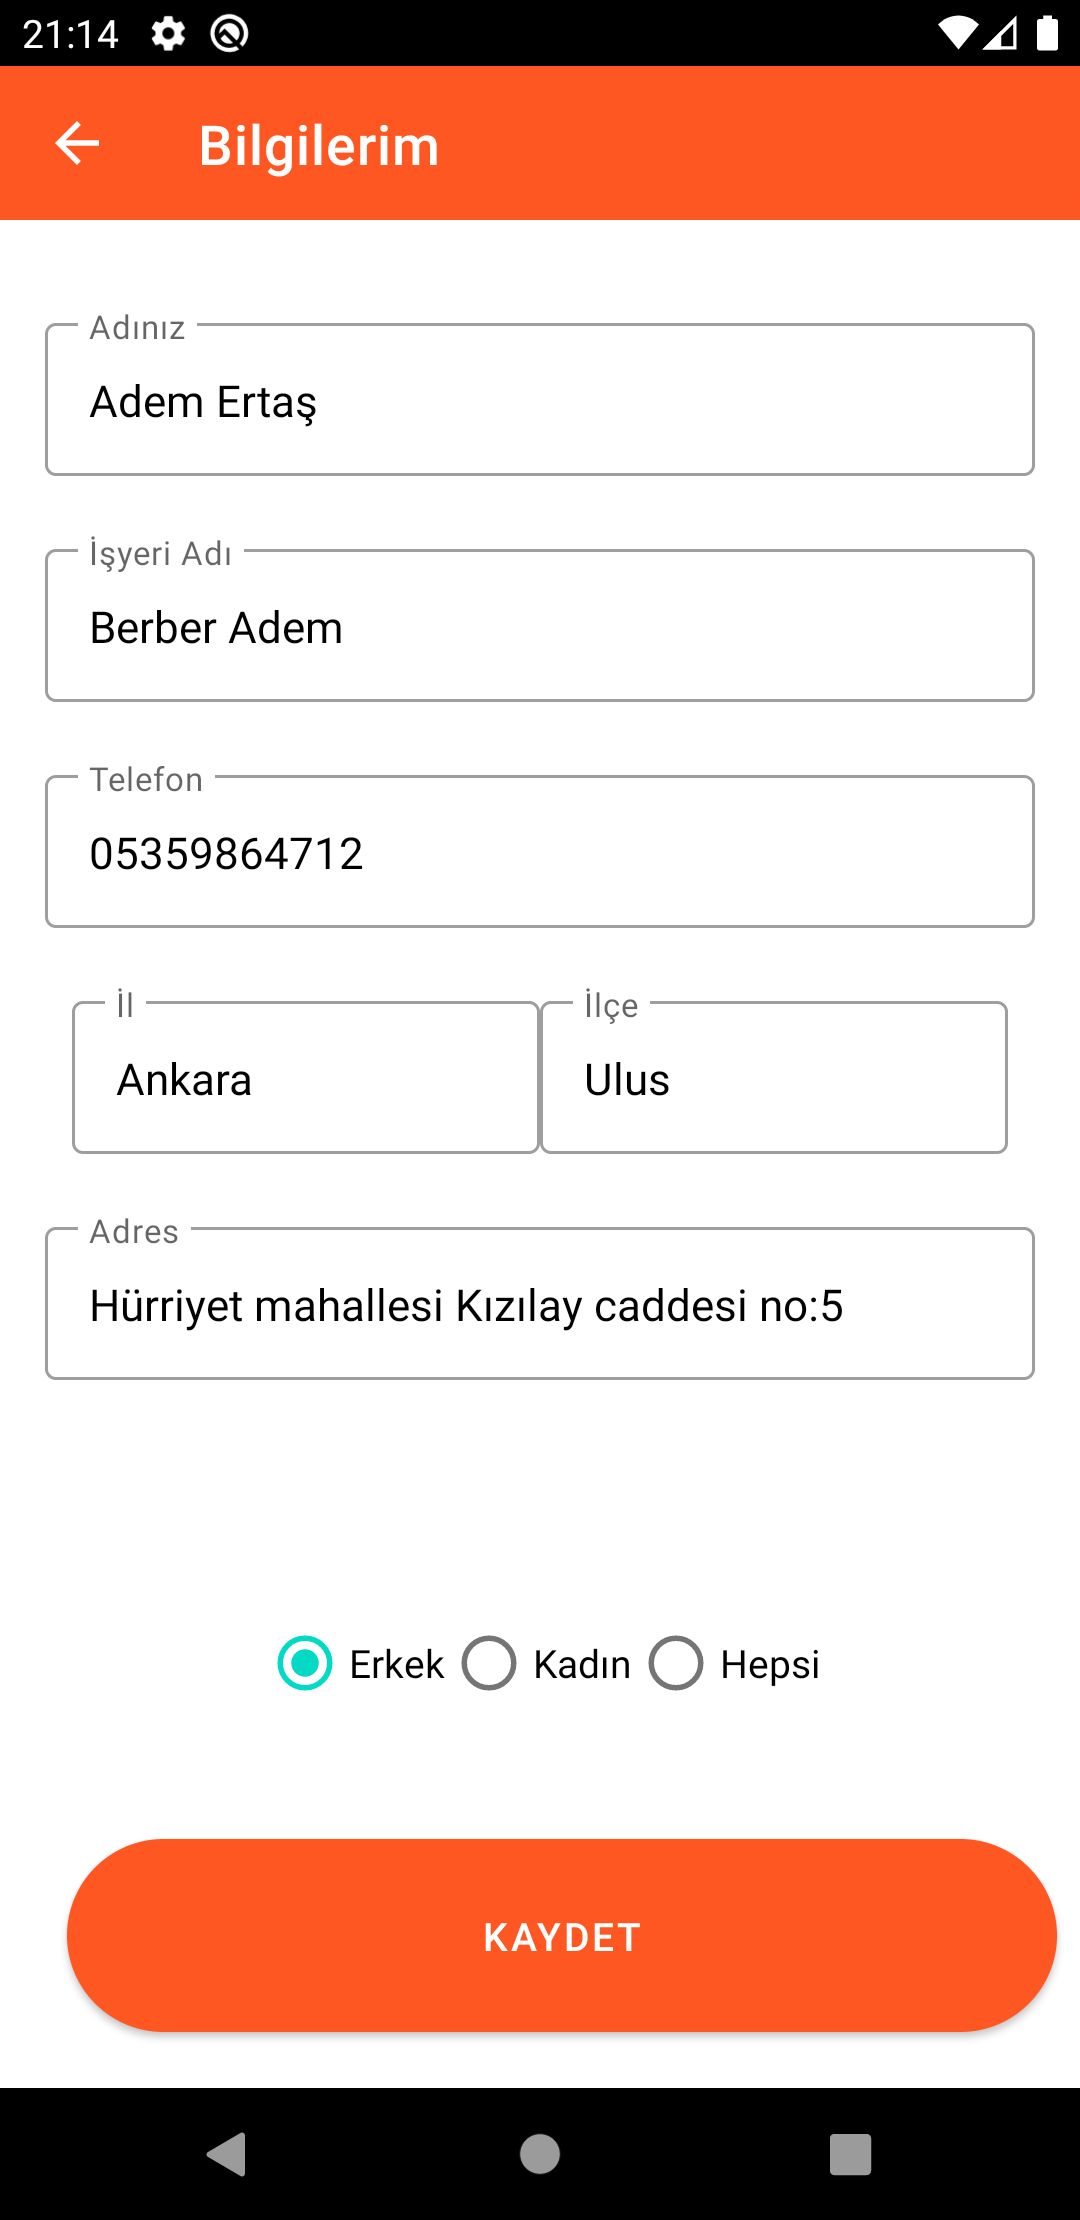 21:14
Bilgilerim
Adınız
Adem Ertaş
İşyeri Adı
Berber Adem
Telefon
05359864712
İl
Ankara
İlçe
Ulus
Adres
Hürriyet mahallesi Kızılay caddesi no:5
Erkek Kadın Hepsi
KAYDET